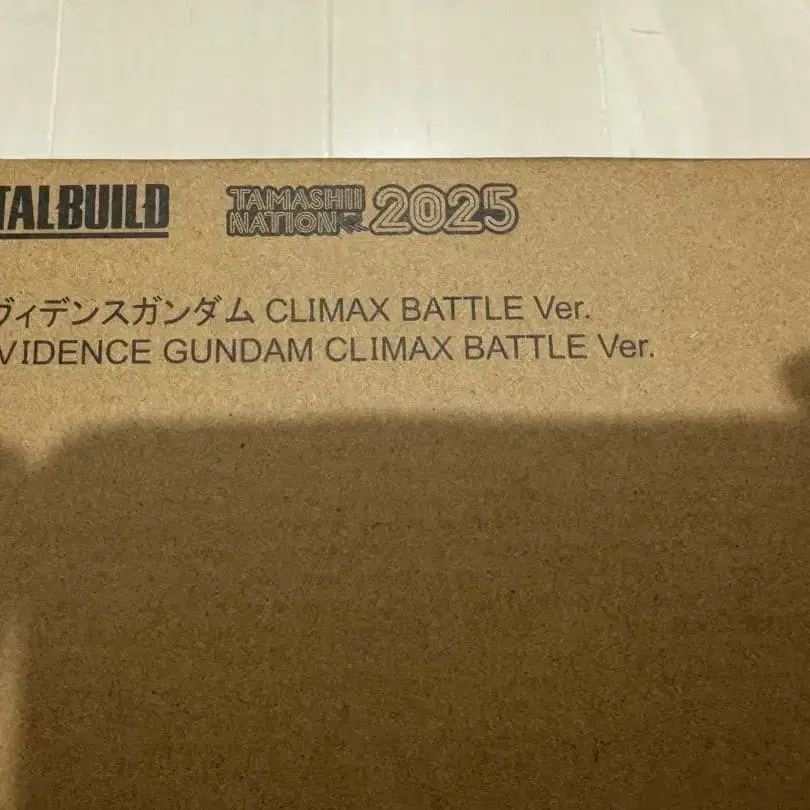 TALBUILD TAMASHII NATION 2025
ヴィデンスガンダム CLIMAX BATTLE Ver.
VIDENCE GUNDAM CLIMAX BATTLE Ver.